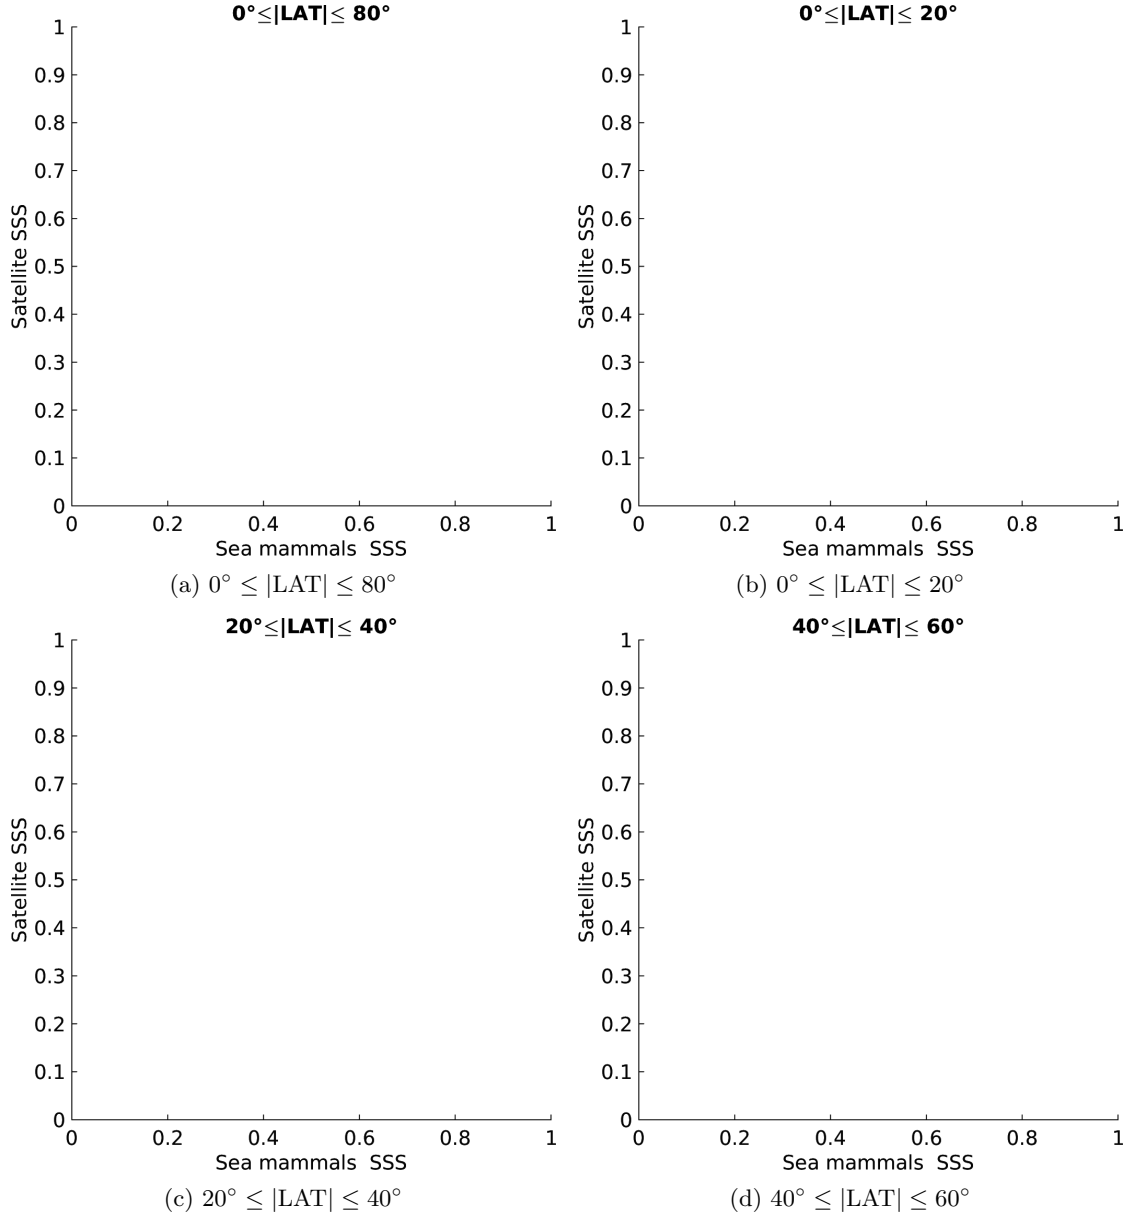 0°≤|LAT|≤ 80°
1
0.9
0.8
0.7
0.6
0.5
0.4
0.3
0.2
0.1
0
Satellite SSS
0 0.2 0.4 0.6 0.8 1
Sea mammals  SSS
(a) 0° ≤ |LAT| ≤ 80°
0°≤|LAT|≤ 20°
1
0.9
0.8
0.7
0.6
0.5
0.4
0.3
0.2
0.1
0
Satellite SSS
0 0.2 0.4 0.6 0.8 1
Sea mammals  SSS
(b) 0° ≤ |LAT| ≤ 20°
20°≤|LAT|≤ 40°
1
0.9
0.8
0.7
0.6
0.5
0.4
0.3
0.2
0.1
0
Satellite SSS
0 0.2 0.4 0.6 0.8 1
Sea mammals  SSS
(c) 20° ≤ |LAT| ≤ 40°
40°≤|LAT|≤ 60°
1
0.9
0.8
0.7
0.6
0.5
0.4
0.3
0.2
0.1
0
Satellite SSS
0 0.2 0.4 0.6 0.8 1
Sea mammals  SSS
(d) 40° ≤ |LAT| ≤ 60°